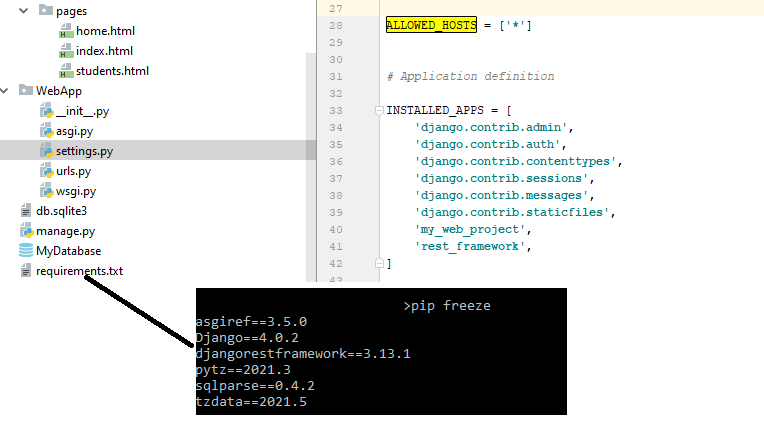 pages
home.html
index.html
students.html
WebApp
__init__.py
asgi.py
settings.py
urls.py
wsgi.py
db.sqlite3
manage.py
MyDatabase
requirements.txt
27
28 ALLOWED_HOSTS = ['*']
29
30
31 # Application definition
32
33 INSTALLED_APPS = [
34 'django.contrib.admin',
35 'django.contrib.auth',
36 'django.contrib.contenttypes',
37 'django.contrib.sessions',
38 'django.contrib.messages',
39 'django.contrib.staticfiles',
40 'my_web_project',
41 'rest_framework',
42 ]
43
>pip freeze
asgiref==3.5.0
Django==4.0.2
djangorestframework==3.13.1
pytz==2021.3
sqlparse==0.4.2
tzdata==2021.5